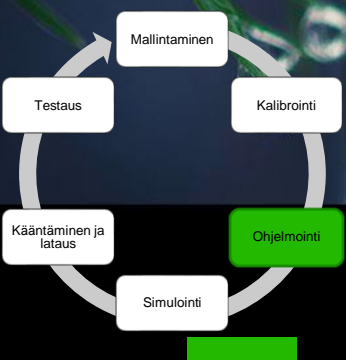 Mallintaminen
Kalibrointi
Ohjelmointi
Simulointi
Kääntäminen ja
lataus
Testaus